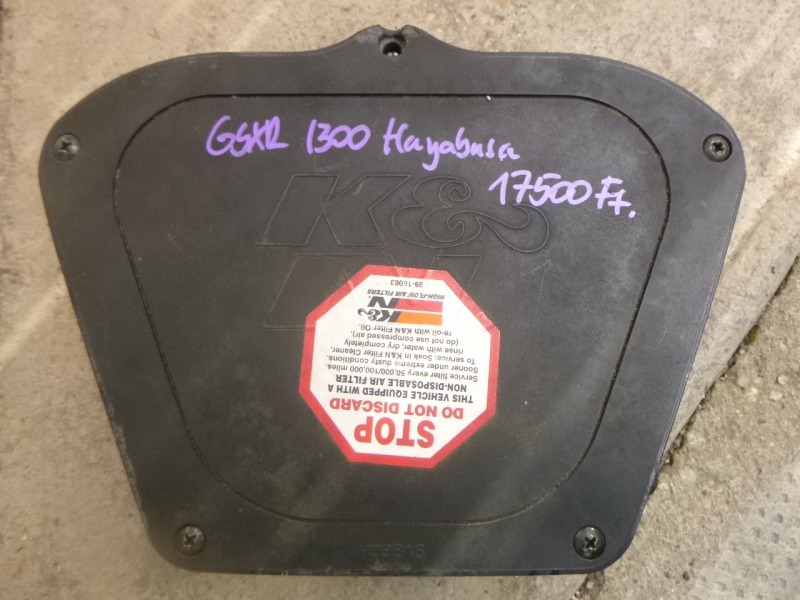 GSXR 1300 Hayabusa
17500 Ft.
K&
N
STOP
DO NOT DISCARD
THIS VEHICLE EQUIPPED WITH A
NON-DISPOSABLE AIR FILTER
Service filter every 50,000/100,000 miles.
Sooner under extreme dusty conditions.
To service: Soak in K&N Filter Cleaner,
rinse with water, dry completely
(do not use compressed air),
re-oil with K&N Filter Oil.
K&N
HIGH-FLOW AIR FILTERS
89-16063